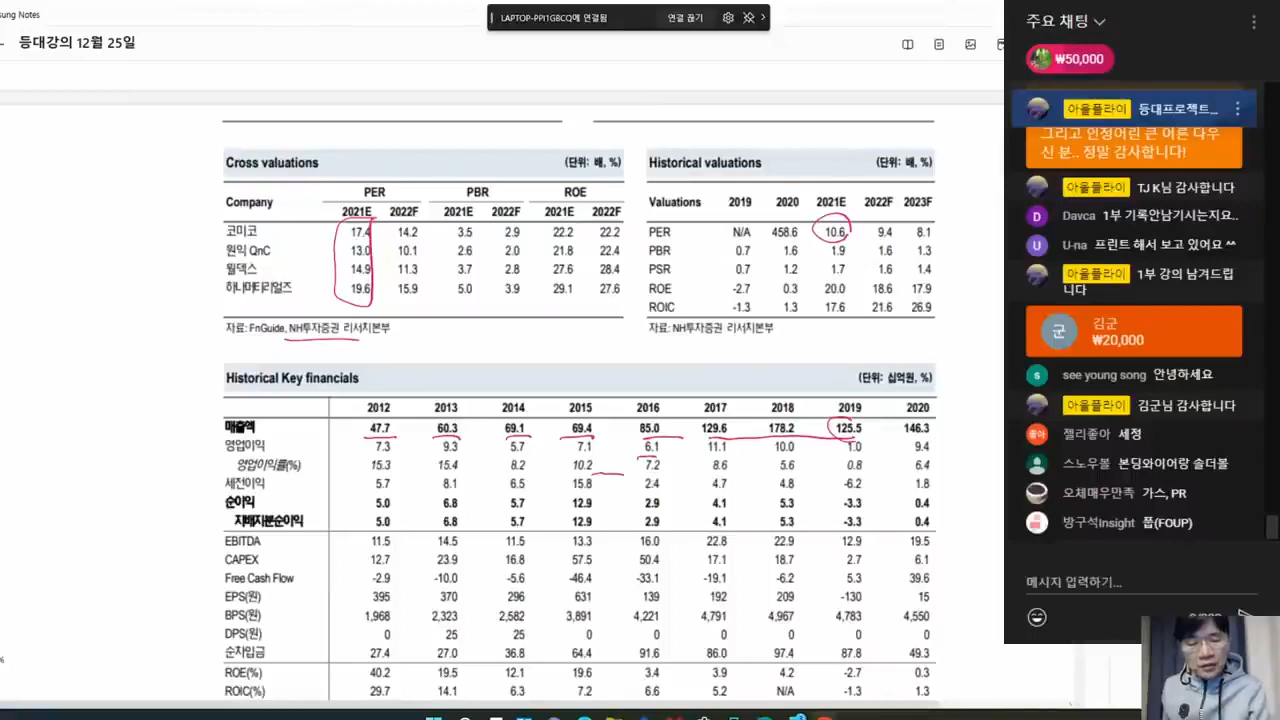 sung Notes
LAPTOP-PPI1GBCQ에 연결됨
연결 끊기
등대강의 12월 25일
Cross valuations (단위: 배, %)
Company PER PBR ROE
2021E 2022F 2021E 2022F 2021E 2022F
코미코 17.4 14.2 3.5 2.9 22.2 22.2
원익 QnC 13.0 10.1 2.6 2.0 21.8 22.4
월덱스 14.9 11.3 3.7 2.8 27.6 28.4
하나머티리얼즈 19.6 15.9 5.0 3.9 29.1 27.6
자료: FnGuide, NH투자증권 리서치본부
Historical valuations (단위: 배, %)
Valuations 2019 2020 2021E 2022F 2023F
PER N/A 458.6 10.6 9.4 8.1
PBR 0.7 1.6 1.9 1.6 1.3
PSR 0.7 1.2 1.7 1.6 1.4
ROE -2.7 0.3 20.0 18.6 17.9
ROIC -1.3 1.3 17.6 21.6 26.9
자료: NH투자증권 리서치본부
Historical Key financials (단위: 십억원, %)
2012 2013 2014 2015 2016 2017 2018 2019 2020
매출액 47.7 60.3 69.1 69.4 85.0 129.6 178.2 125.5 146.3
영업이익 7.3 9.3 5.7 7.1 6.1 11.1 10.0 1.0 9.4
영업이익률(%) 15.3 15.4 8.2 10.2 7.2 8.6 5.6 0.8 6.4
세전이익 5.7 8.1 6.5 15.8 2.4 4.7 4.8 -6.2 1.8
순이익 5.0 6.8 5.7 12.9 2.9 4.1 5.3 -3.3 0.4
지배지분순이익 5.0 6.8 5.7 12.9 2.9 4.1 5.3 -3.3 0.4
EBITDA 11.5 14.5 11.5 13.3 16.0 22.8 22.9 12.9 19.5
CAPEX 12.7 23.9 16.8 57.5 50.4 17.1 18.7 2.7 6.1
Free Cash Flow -2.9 -10.0 -5.6 -46.4 -33.1 -19.1 -6.2 5.3 39.6
EPS(원) 395 370 296 631 139 192 209 -130 15
BPS(원) 1,968 2,323 2,582 3,891 4,221 4,791 4,967 4,783 4,550
DPS(원) 0 25 25 0 0 0 0 0 0
순차입금 27.4 27.0 36.8 64.4 91.6 86.0 97.4 87.8 49.3
ROE(%) 40.2 19.5 12.1 19.6 3.4 3.9 4.2 -2.7 0.3
ROIC(%) 29.7 14.1 6.3 7.2 6.6 5.2 N/A -1.3 1.3
주요 채팅
₩50,000
아울플라이 등대프로젝트...
그리고 인정어린 큰 어른 다우
신 분.. 정말 감사합니다!
아울플라이 TJ K님 감사합니다
Davca 1부 기록안남기시는지요..
U-na 프린트 해서 보고 있어요 ^^
아울플라이 1부 강의 남겨드립
니다
군 김군
₩20,000
see young song 안녕하세요
아울플라이 김군님 감사합니다
좋아 젤리좋아 세정
스노우볼 본딩와이어랑 솔더볼
오체매우만족 가스, PR
방구석Insight 풉(FOUP)
메시지 입력하기...